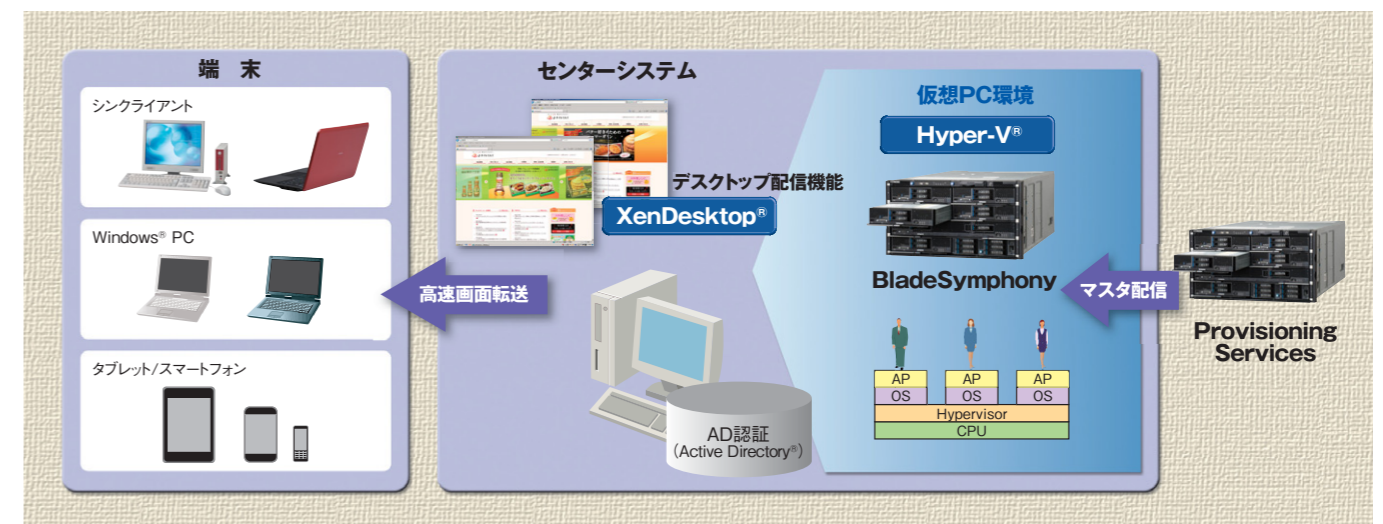 端 末
シンクライアント
Windows® PC
タブレット/スマートフォン
高速画面転送
センターシステム
デスクトップ配信機能
XenDesktop®
AD認証
(Active Directory®)
仮想PC環境
Hyper-V®
BladeSymphony
AP AP AP
OS OS OS
Hypervisor
CPU
マスタ配信
Provisioning
Services